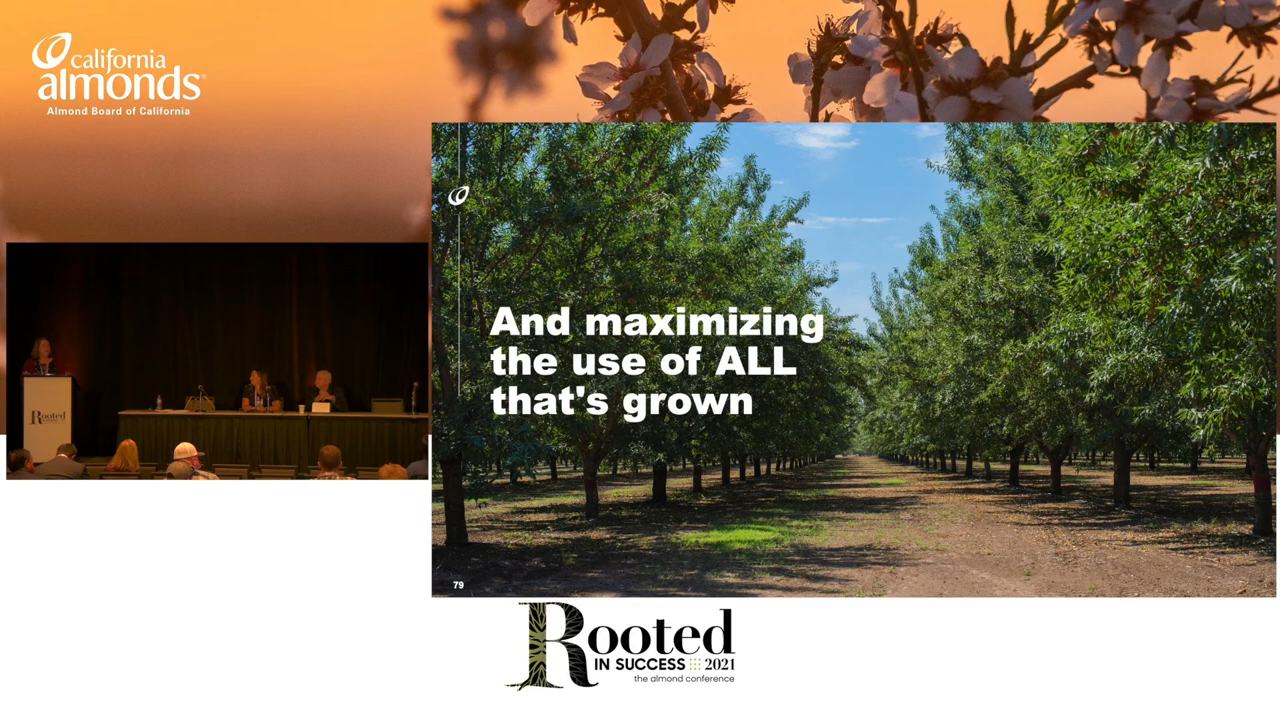 california
almonds
Almond Board of California
And maximizing
the use of ALL
that's grown
79
Rooted
Rooted
IN SUCCESS 2021
the almond conference